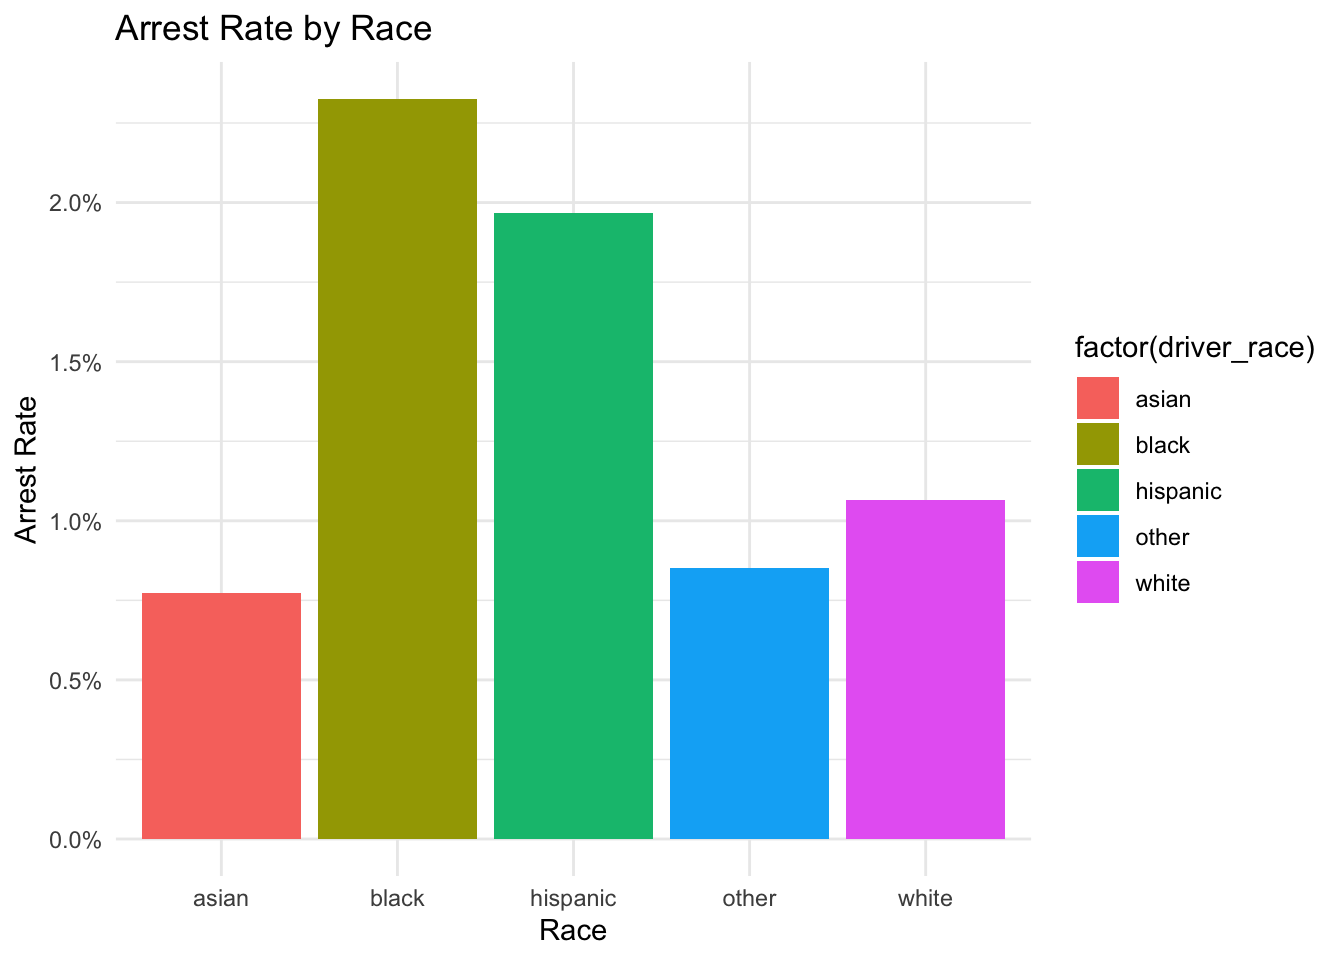 Arrest Rate by Race
Arrest Rate
2.0%
1.5%
1.0%
0.5%
0.0%
asian
black
hispanic
other
white
Race
factor(driver_race)
asian
black
hispanic
other
white